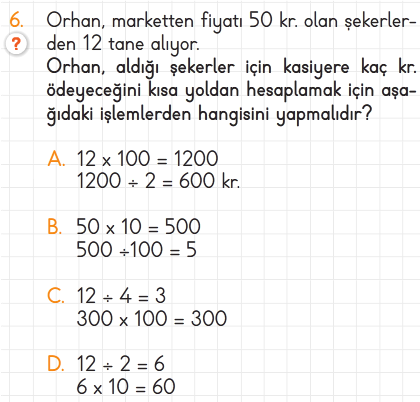 6. Orhan, marketten fiyatı 50 kr. olan şekerler-
? den 12 tane alıyor.
Orhan, aldığı şekerler için kasiyere kaç kr.
ödeyeceğini kısa yoldan hesaplamak için aşa-
ğıdaki işlemlerden hangisini yapmalıdır?
A. 12 x 100 = 1200
1200 ÷ 2 = 600 kr.
B. 50 x 10 = 500
500 ÷100 = 5
C. 12 ÷ 4 = 3
300 x 100 = 300
D. 12 ÷ 2 = 6
6 x 10 = 60